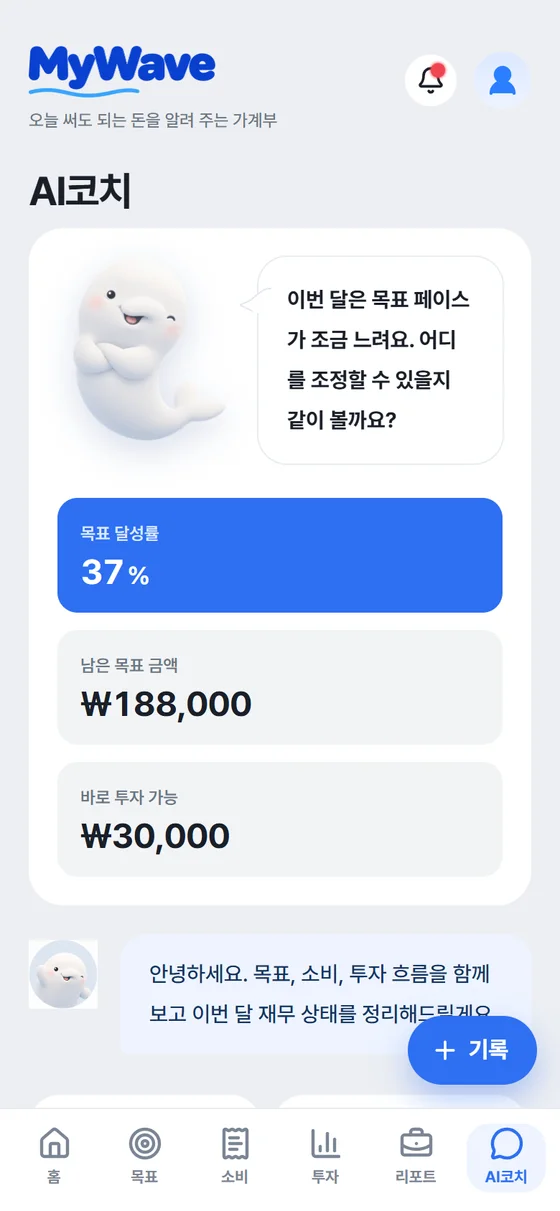 MyWave
오늘 써도 되는 돈을 알려 주는 가계부
AI코치
이번 달은 목표 페이스
가 조금 느려요. 어디
를 조정할 수 있을지
같이 볼까요?
목표 달성률
37 %
남은 목표 금액
₩188,000
바로 투자 가능
₩30,000
안녕하세요. 목표, 소비, 투자 흐름을 함께
보고 이번 달 재무 상태를 정리해드릴게요.
+ 기록
홈
목표
소비
투자
리포트
AI코치